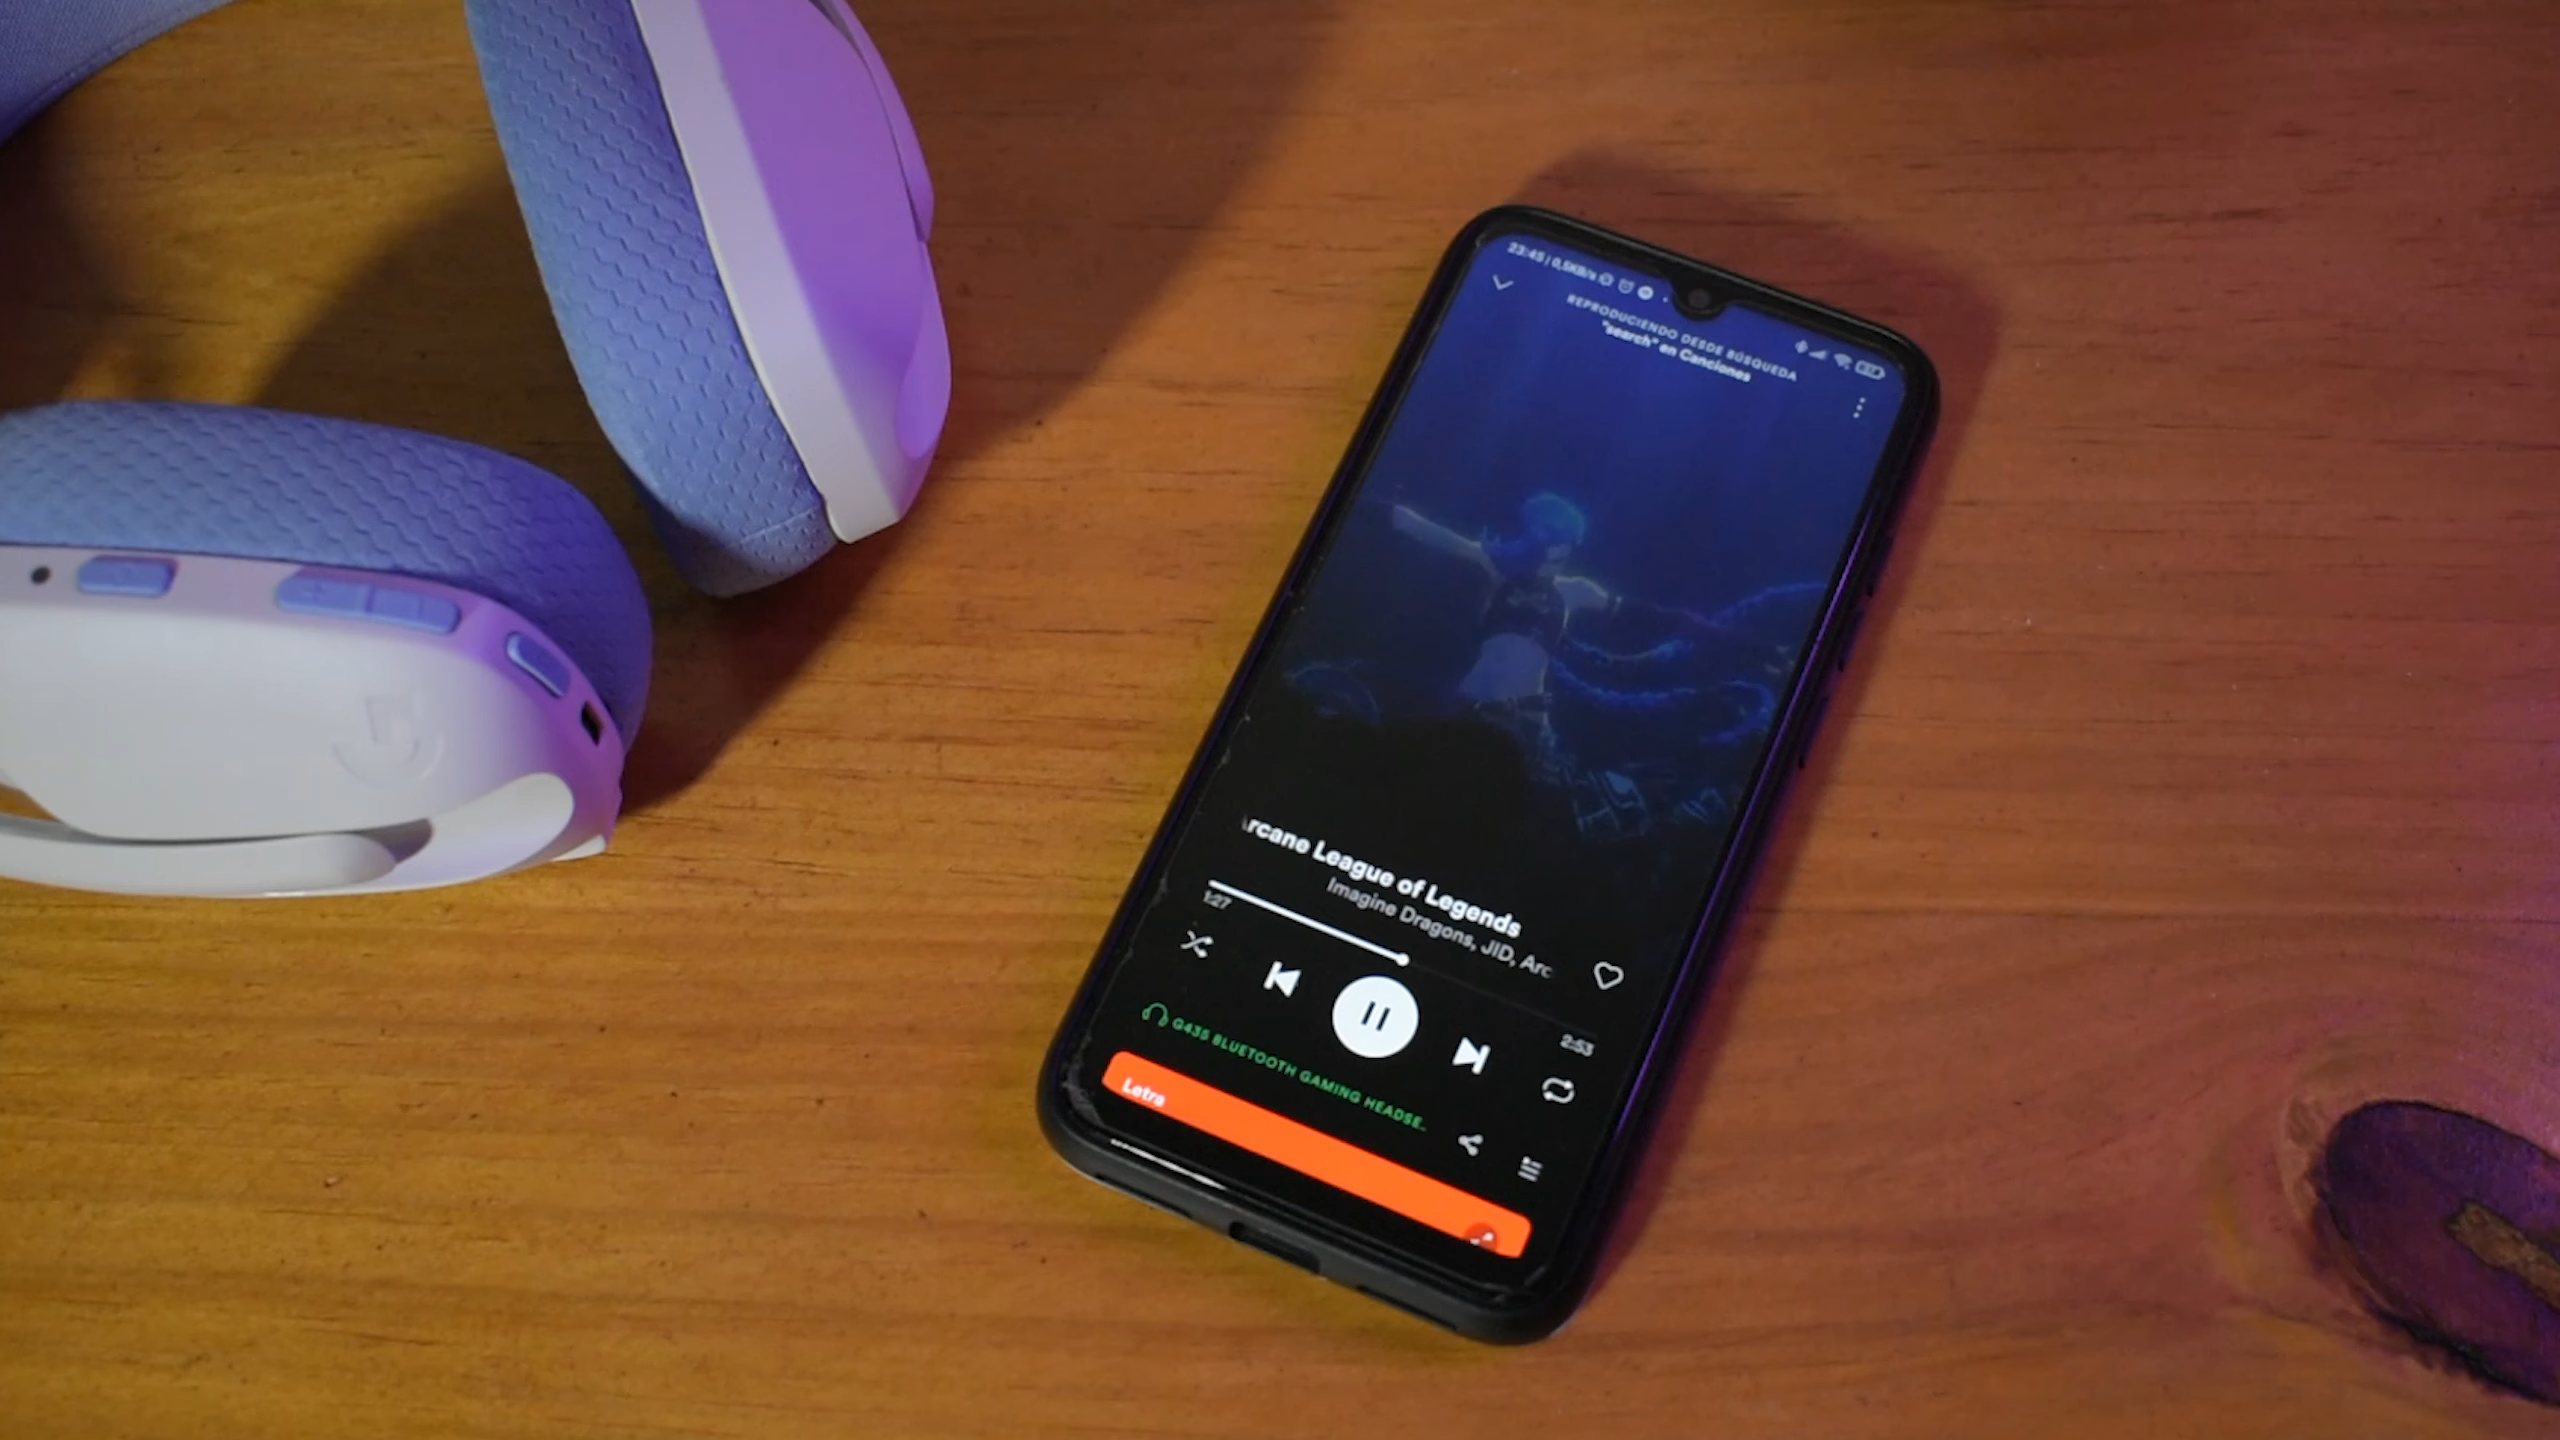 23:45 | 0,5KB/s
REPRODUCIENDO DESDE BÚSQUEDA
"search" en Canciones
rcane League of Legends
Imagine Dragons, JID, Arc
1:27
2:53
G435 BLUETOOTH GAMING HEADSE..
Letra